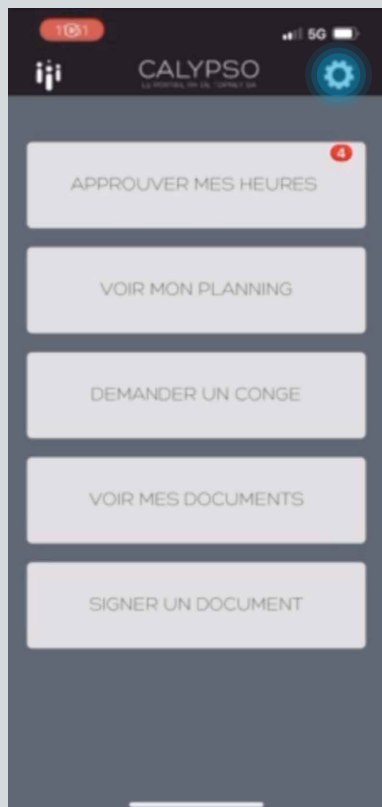 5G
CALYPSO
APPROUVER MES HEURES
4
VOIR MON PLANNING
DEMANDER UN CONGE
VOIR MES DOCUMENTS
SIGNER UN DOCUMENT